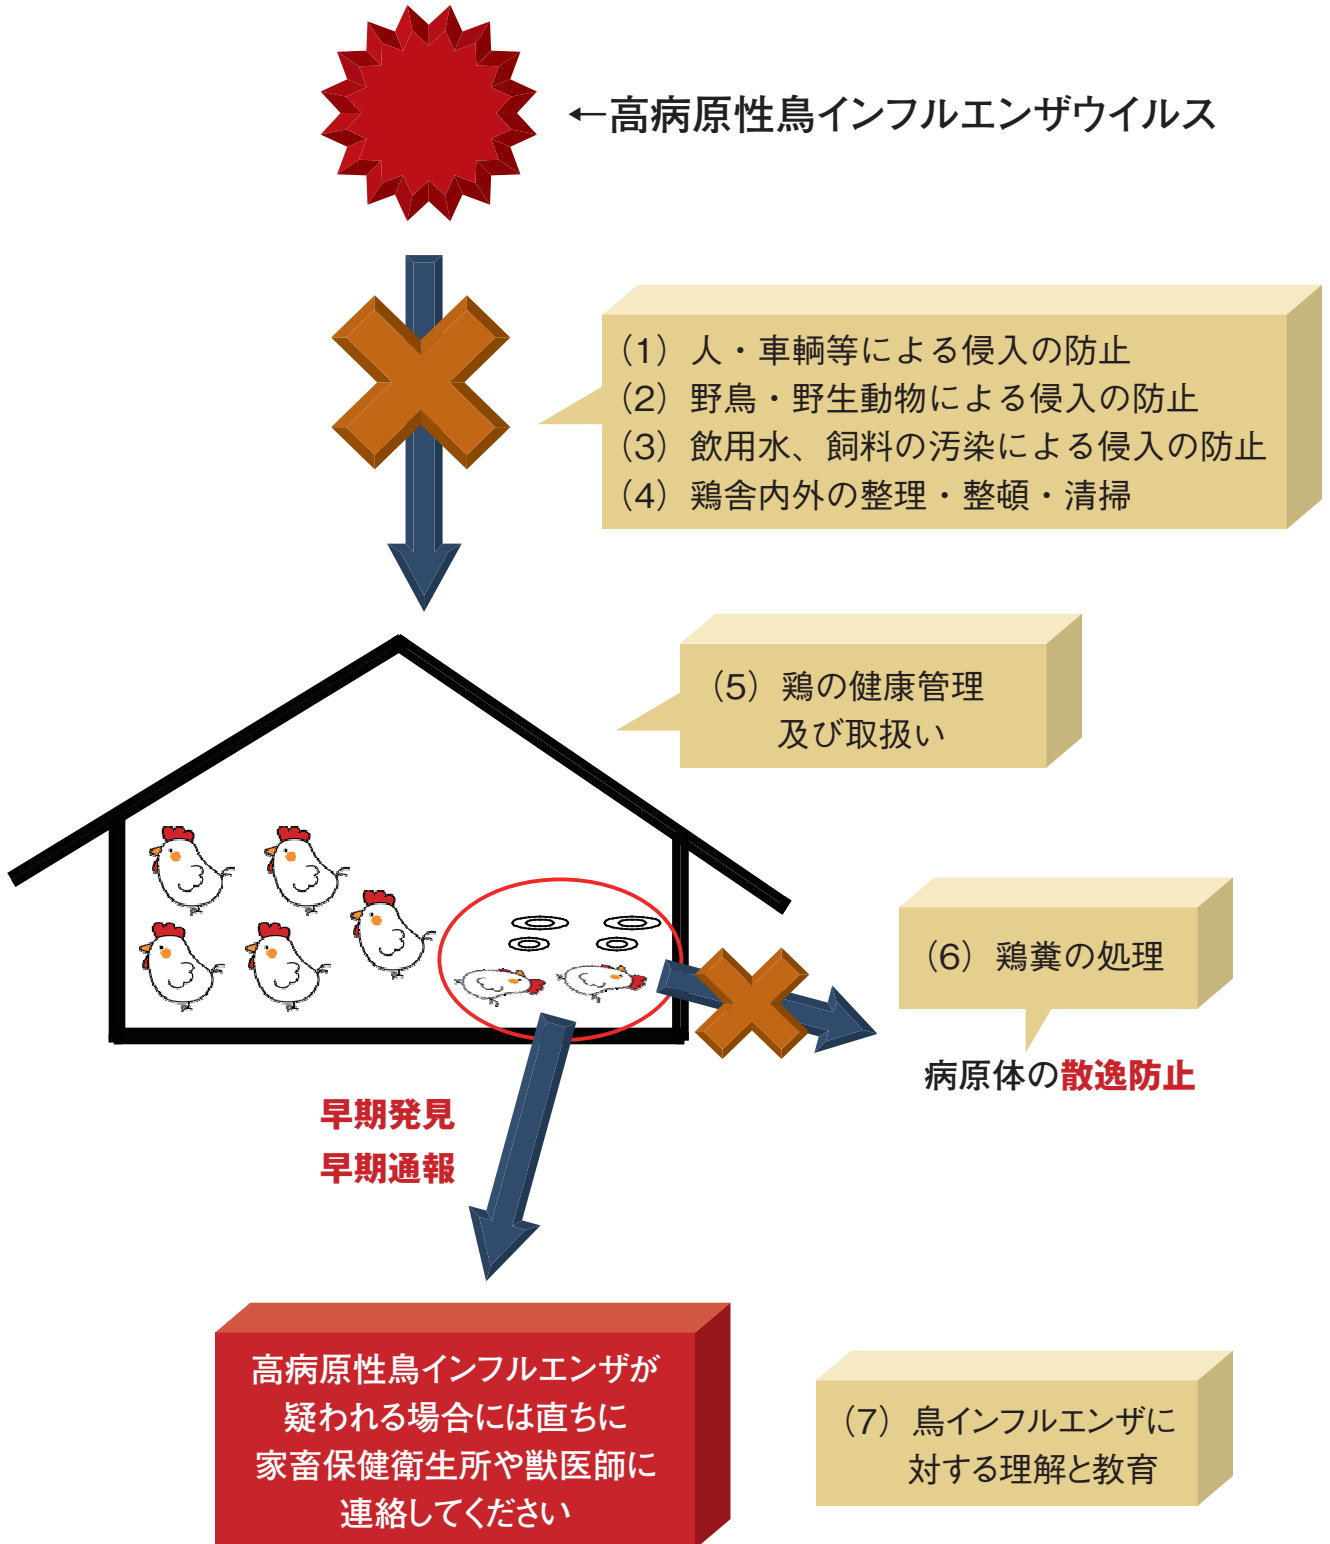 ←高病原性鳥インフルエンザウイルス
（1）人・車輌等による侵入の防止
（2）野鳥・野生動物による侵入の防止
（3）飲用水、飼料の汚染による侵入の防止
（4）鶏舎内外の整理・整頓・清掃
（5）鶏の健康管理
及び取扱い
（6）鶏糞の処理
病原体の散逸防止
早期発見
早期通報
高病原性鳥インフルエンザが
疑われる場合には直ちに
家畜保健衛生所や獣医師に
連絡してください
（7）鳥インフルエンザに
対する理解と教育